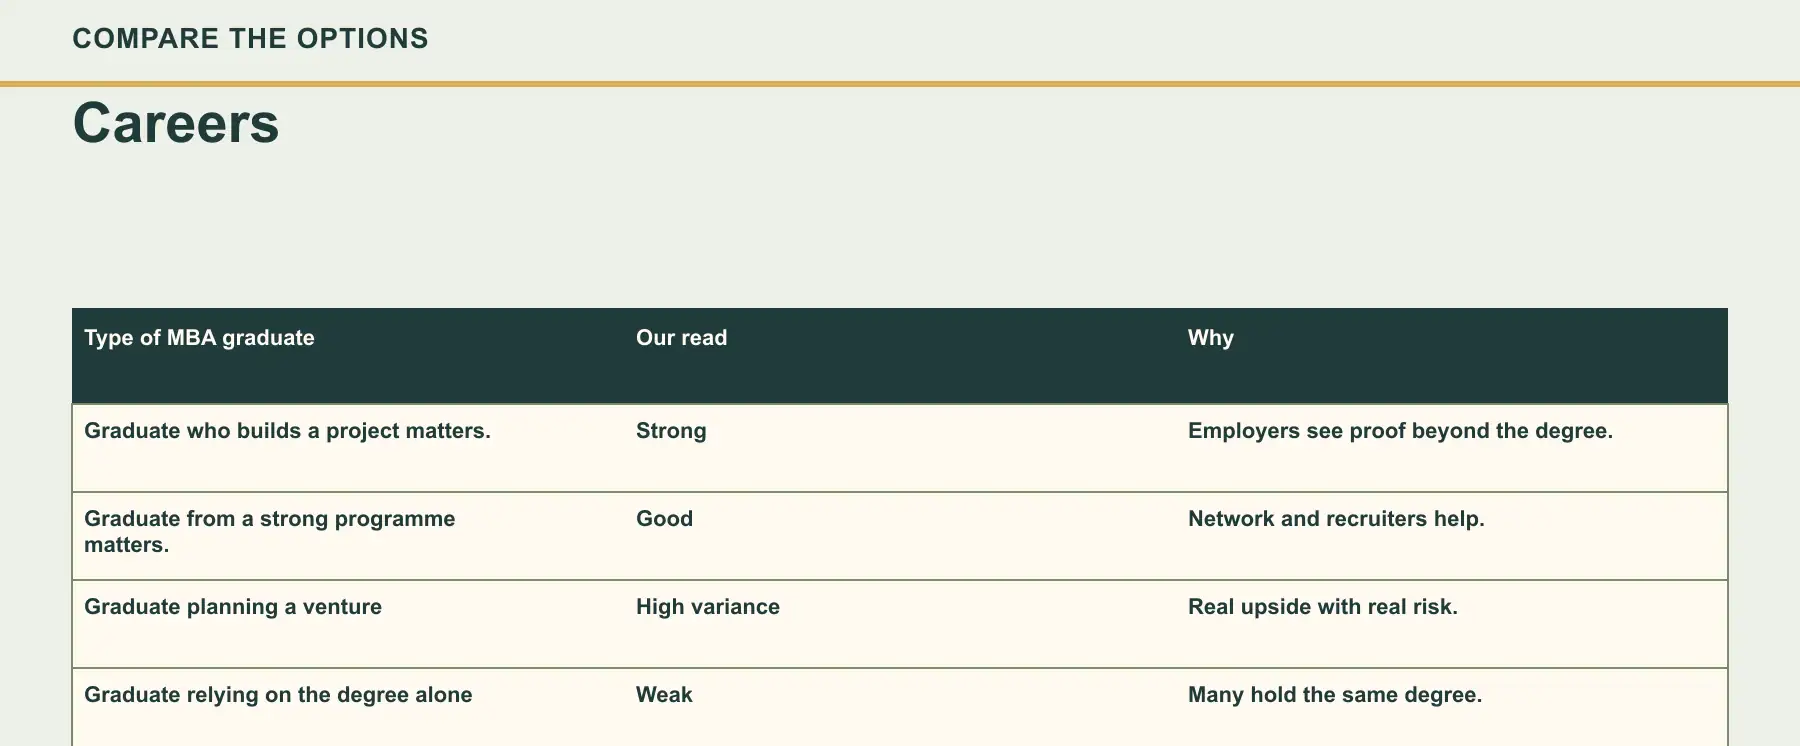 COMPARE THE OPTIONS
Careers
Type of MBA graduate
Our read
Why
Graduate who builds a project matters.
Strong
Employers see proof beyond the degree.
Graduate from a strong programme
matters.
Good
Network and recruiters help.
Graduate planning a venture
High variance
Real upside with real risk.
Graduate relying on the degree alone
Weak
Many hold the same degree.